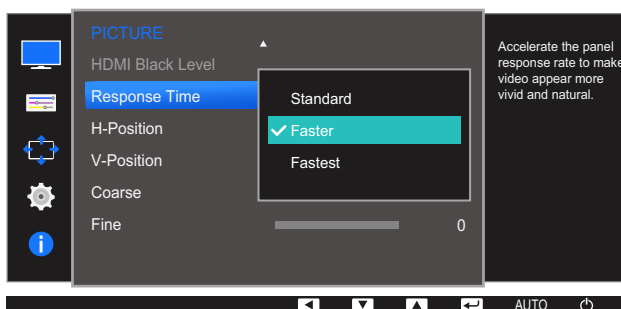 PICTURE
HDMI Black Level
Response Time
H-Position
V-Position
Coarse
Fine
0
Standard
Faster
Fastest
Accelerate the panel
response rate to make
video appear more
vivid and natural.
AUTO